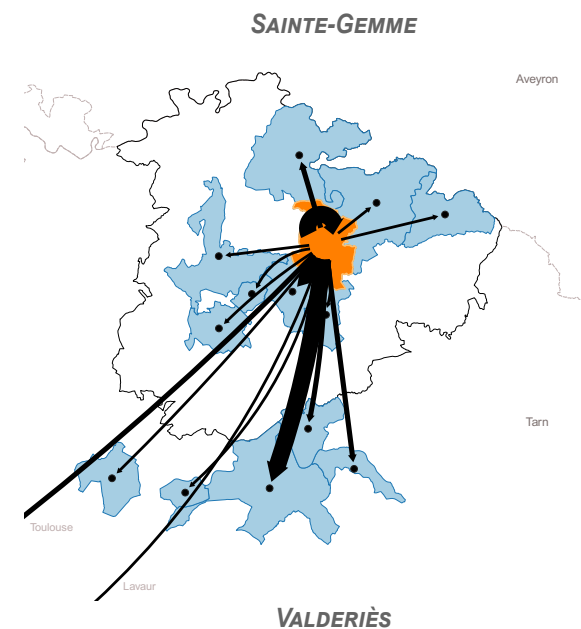 SAINTE-GEMME
Aveyron
Tarn
Toulouse
Lavaur
VALDERIÈS